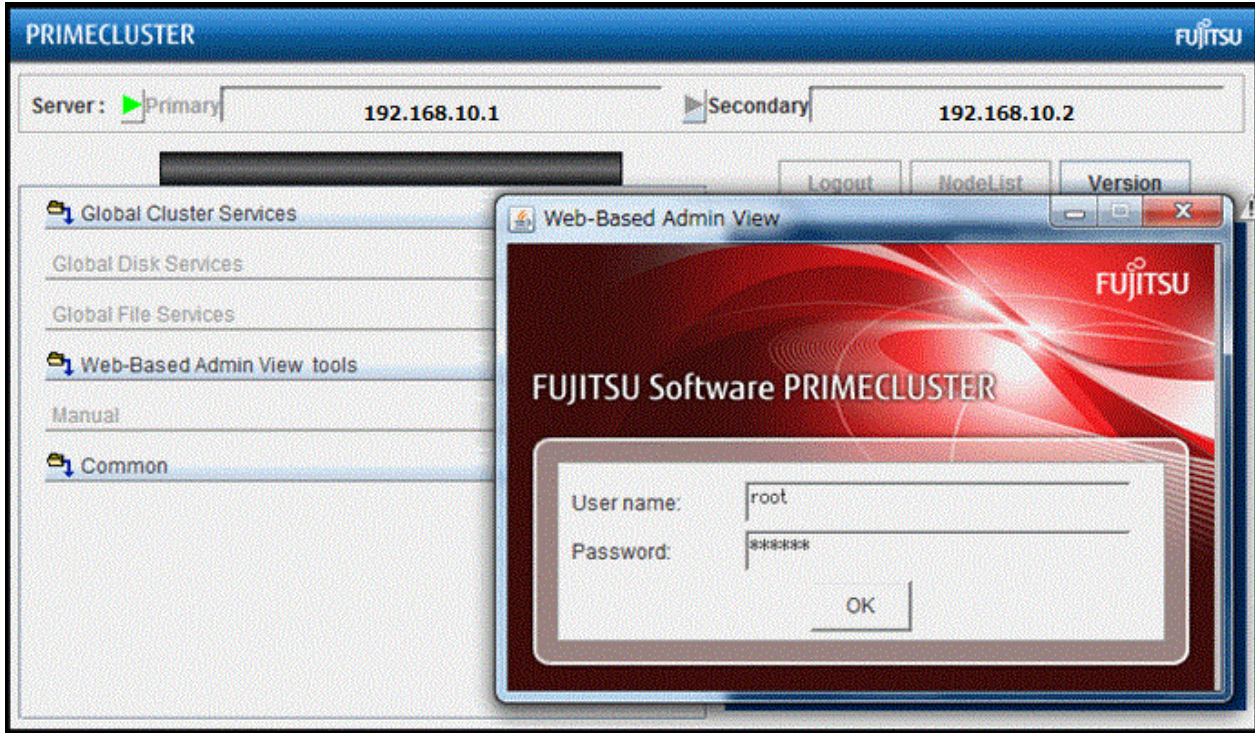 PRIMECLUSTER
FUJITSU
Server : Primary 192.168.10.1 Secondary 192.168.10.2
Logout NodeList Version
Global Cluster Services
Global Disk Services
Global File Services
Web-Based Admin View tools
Manual
Common
Web-Based Admin View
FUJITSU
FUJITSU Software PRIMECLUSTER
User name: root
Password: ******
OK